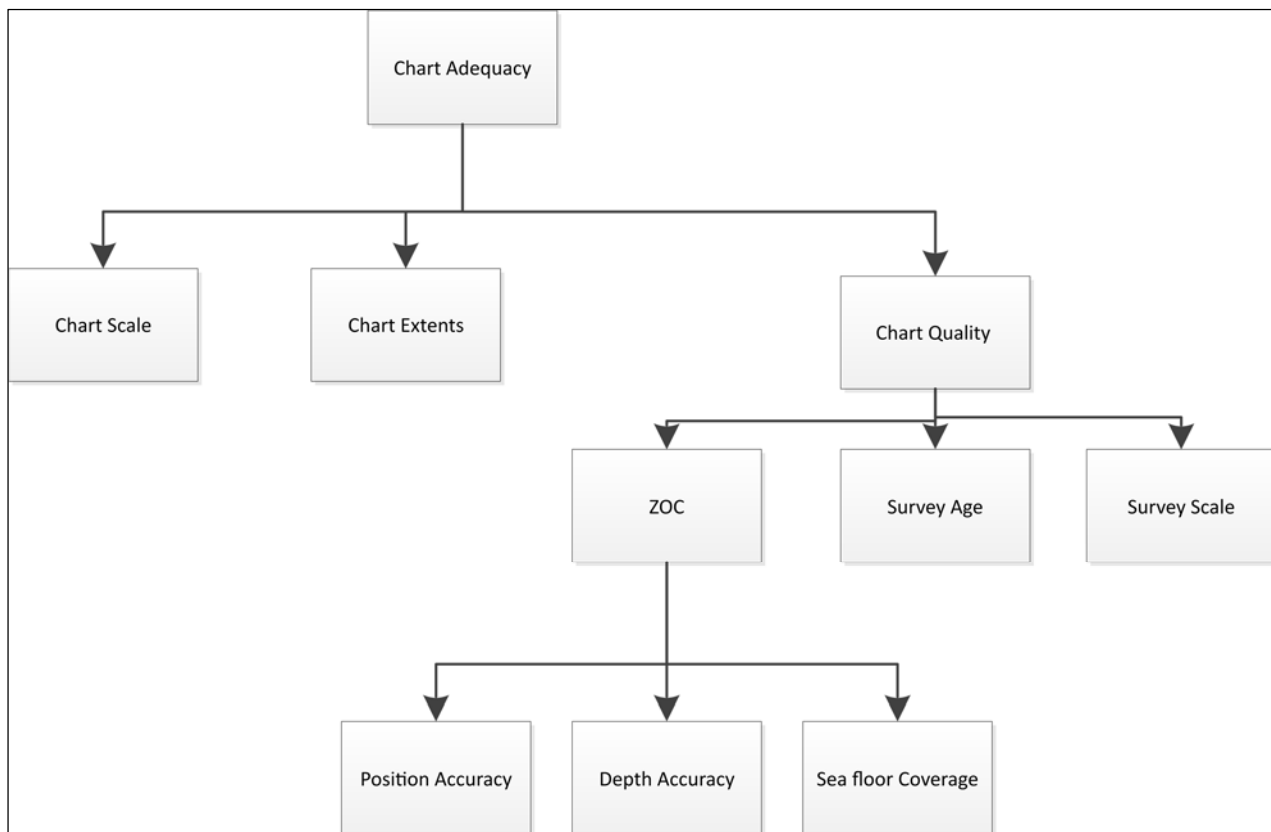 Chart Adequacy
Chart Scale
Chart Extents
Chart Quality
ZOC
Survey Age
Survey Scale
Position Accuracy
Depth Accuracy
Sea floor Coverage